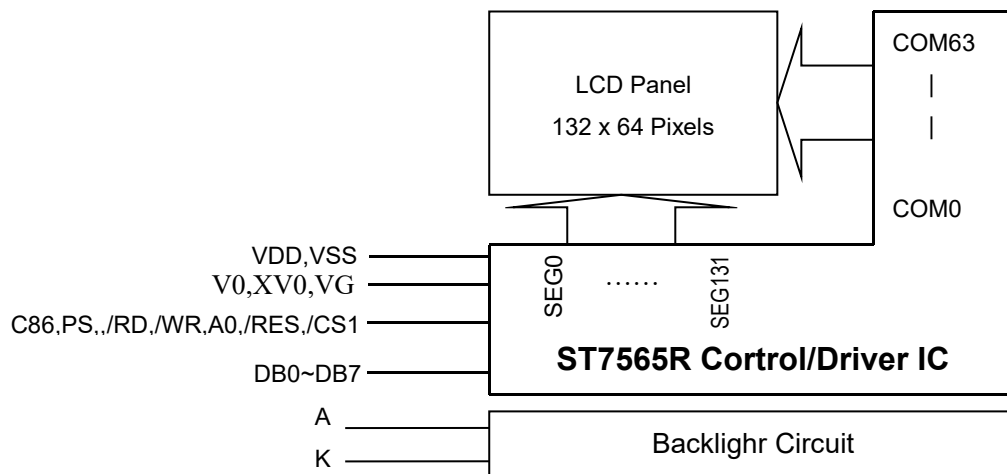 COM63
LCD Panel
|
132 x 64 Pixels
|
COM0
VDD,VSS
SEG0
......
SEG131
V0,XV0,VG
C86,PS,,/RD,/WR,A0,/RES,/CS1
ST7565R Cortrol/Driver IC
DB0~DB7
A
Backlighr Circuit
K